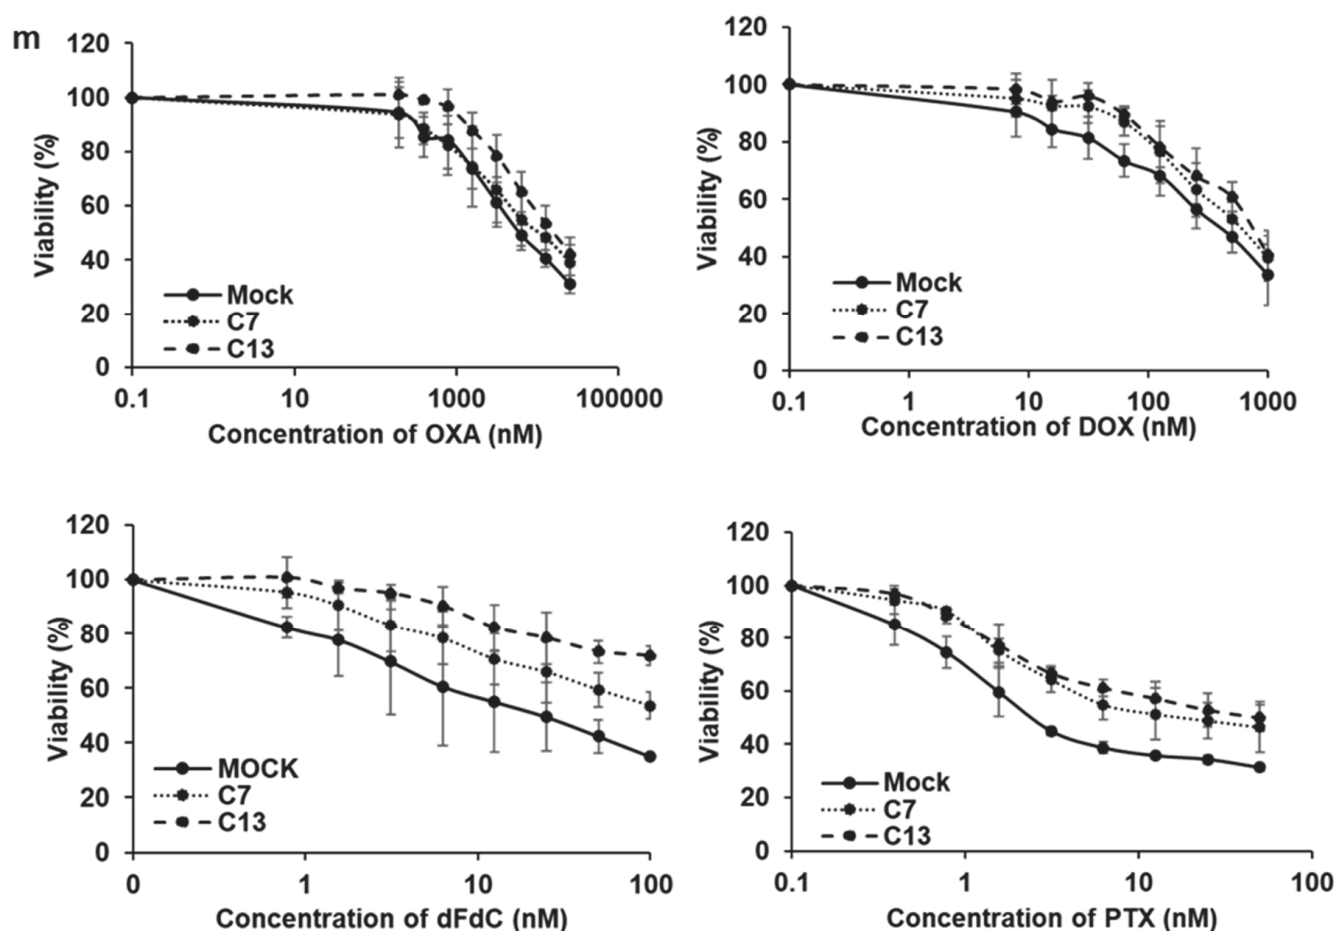 m
120
100
80
60
40
20
0
Viability (%)
Mock
C7
C13
0.1 10 1000 100000
Concentration of OXA (nM)
120
100
80
60
40
20
0
Viability (%)
Mock
C7
C13
0.1 1 10 100 1000
Concentration of DOX (nM)
120
100
80
60
40
20
0
Viability (%)
MOCK
C7
C13
0 1 10 100
Concentration of dFdC (nM)
120
100
80
60
40
20
0
Viability (%)
Mock
C7
C13
0.1 1 10 100
Concentration of PTX (nM)